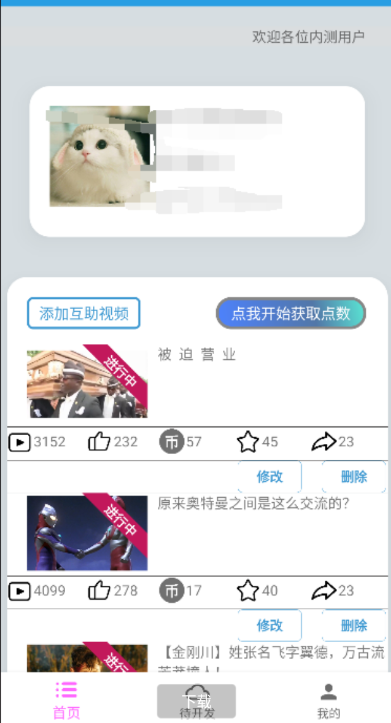 欢迎各位内测用户
添加互助视频
点我开始获取点数
进行中
被迫营业
3152 232 币 57 45 23
修改 删除
进行中
原来奥特曼之间是这么交流的?
4099 278 币 17 40 23
修改 删除
进行
【金刚川】姓张名飞字翼德，万古流
首页
下载
待开发
我的